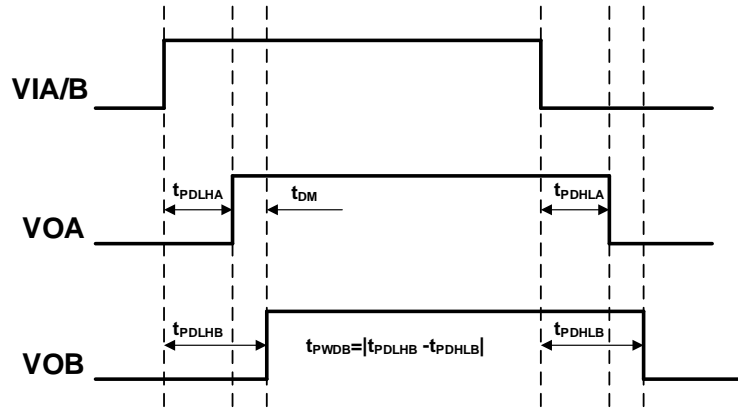 VIA/B
tPDLHA
tDM
tPDHLA
VOA
tPDLHB
tPWDB=|tPDLHB -tPDHLB|
tPDHLB
VOB